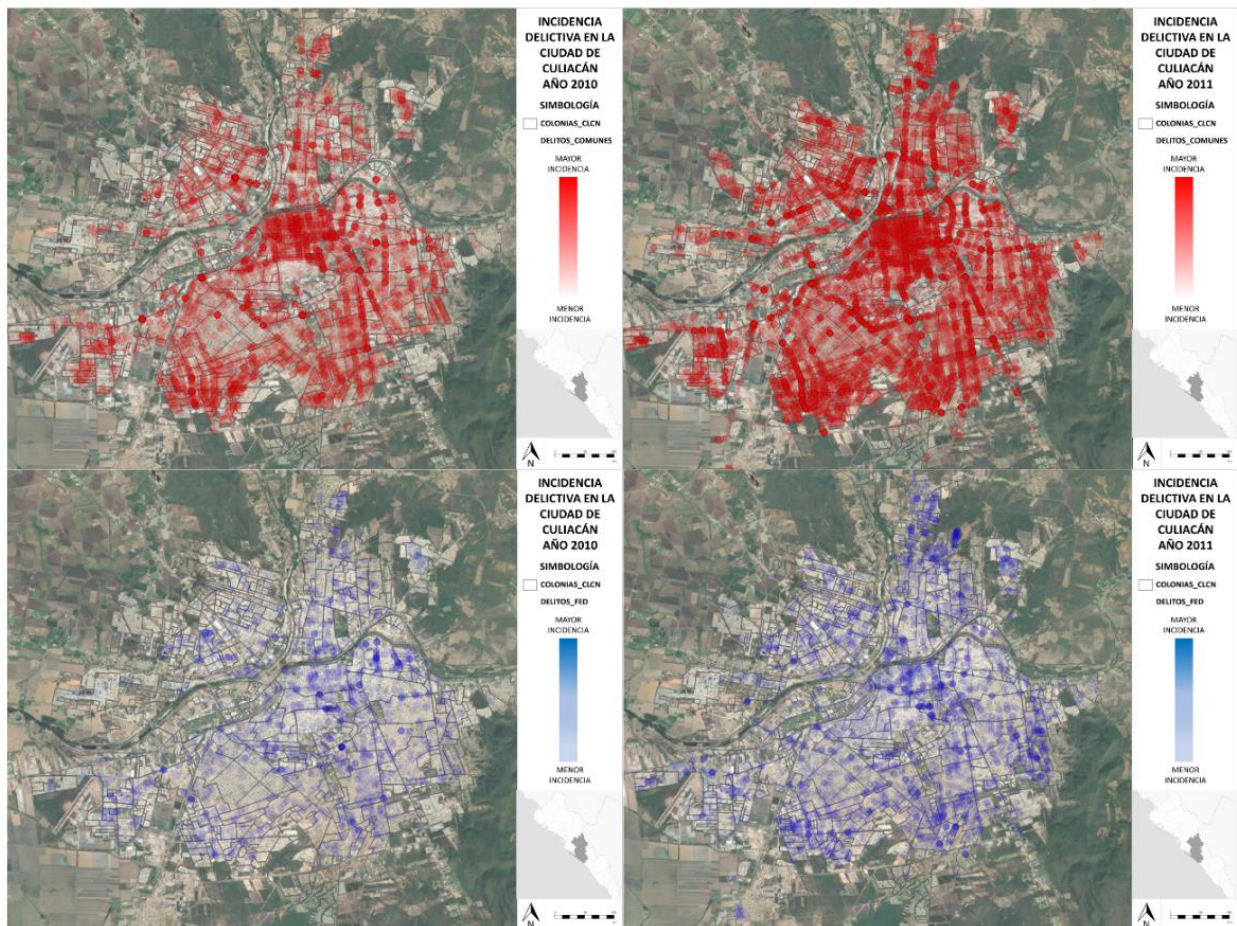 INCIDENCIA
DELICTIVA EN LA
CIUDAD DE
CULIACÁN
AÑO 2010
SIMBOLOGÍA
COLONIAS_CLCN
DELITOS_COMUNES
MAYOR
INCIDENCIA
MENOR
INCIDENCIA
N
INCIDENCIA
DELICTIVA EN LA
CIUDAD DE
CULIACÁN
AÑO 2011
SIMBOLOGÍA
COLONIAS_CLCN
DELITOS_COMUNES
MAYOR
INCIDENCIA
MENOR
INCIDENCIA
N
INCIDENCIA
DELICTIVA EN LA
CIUDAD DE
CULIACÁN
AÑO 2010
SIMBOLOGÍA
COLONIAS_CLCN
DELITOS_FED
MAYOR
INCIDENCIA
MENOR
INCIDENCIA
N
INCIDENCIA
DELICTIVA EN LA
CIUDAD DE
CULIACÁN
AÑO 2011
SIMBOLOGÍA
COLONIAS_CLCN
DELITOS_FED
MAYOR
INCIDENCIA
MENOR
INCIDENCIA
N